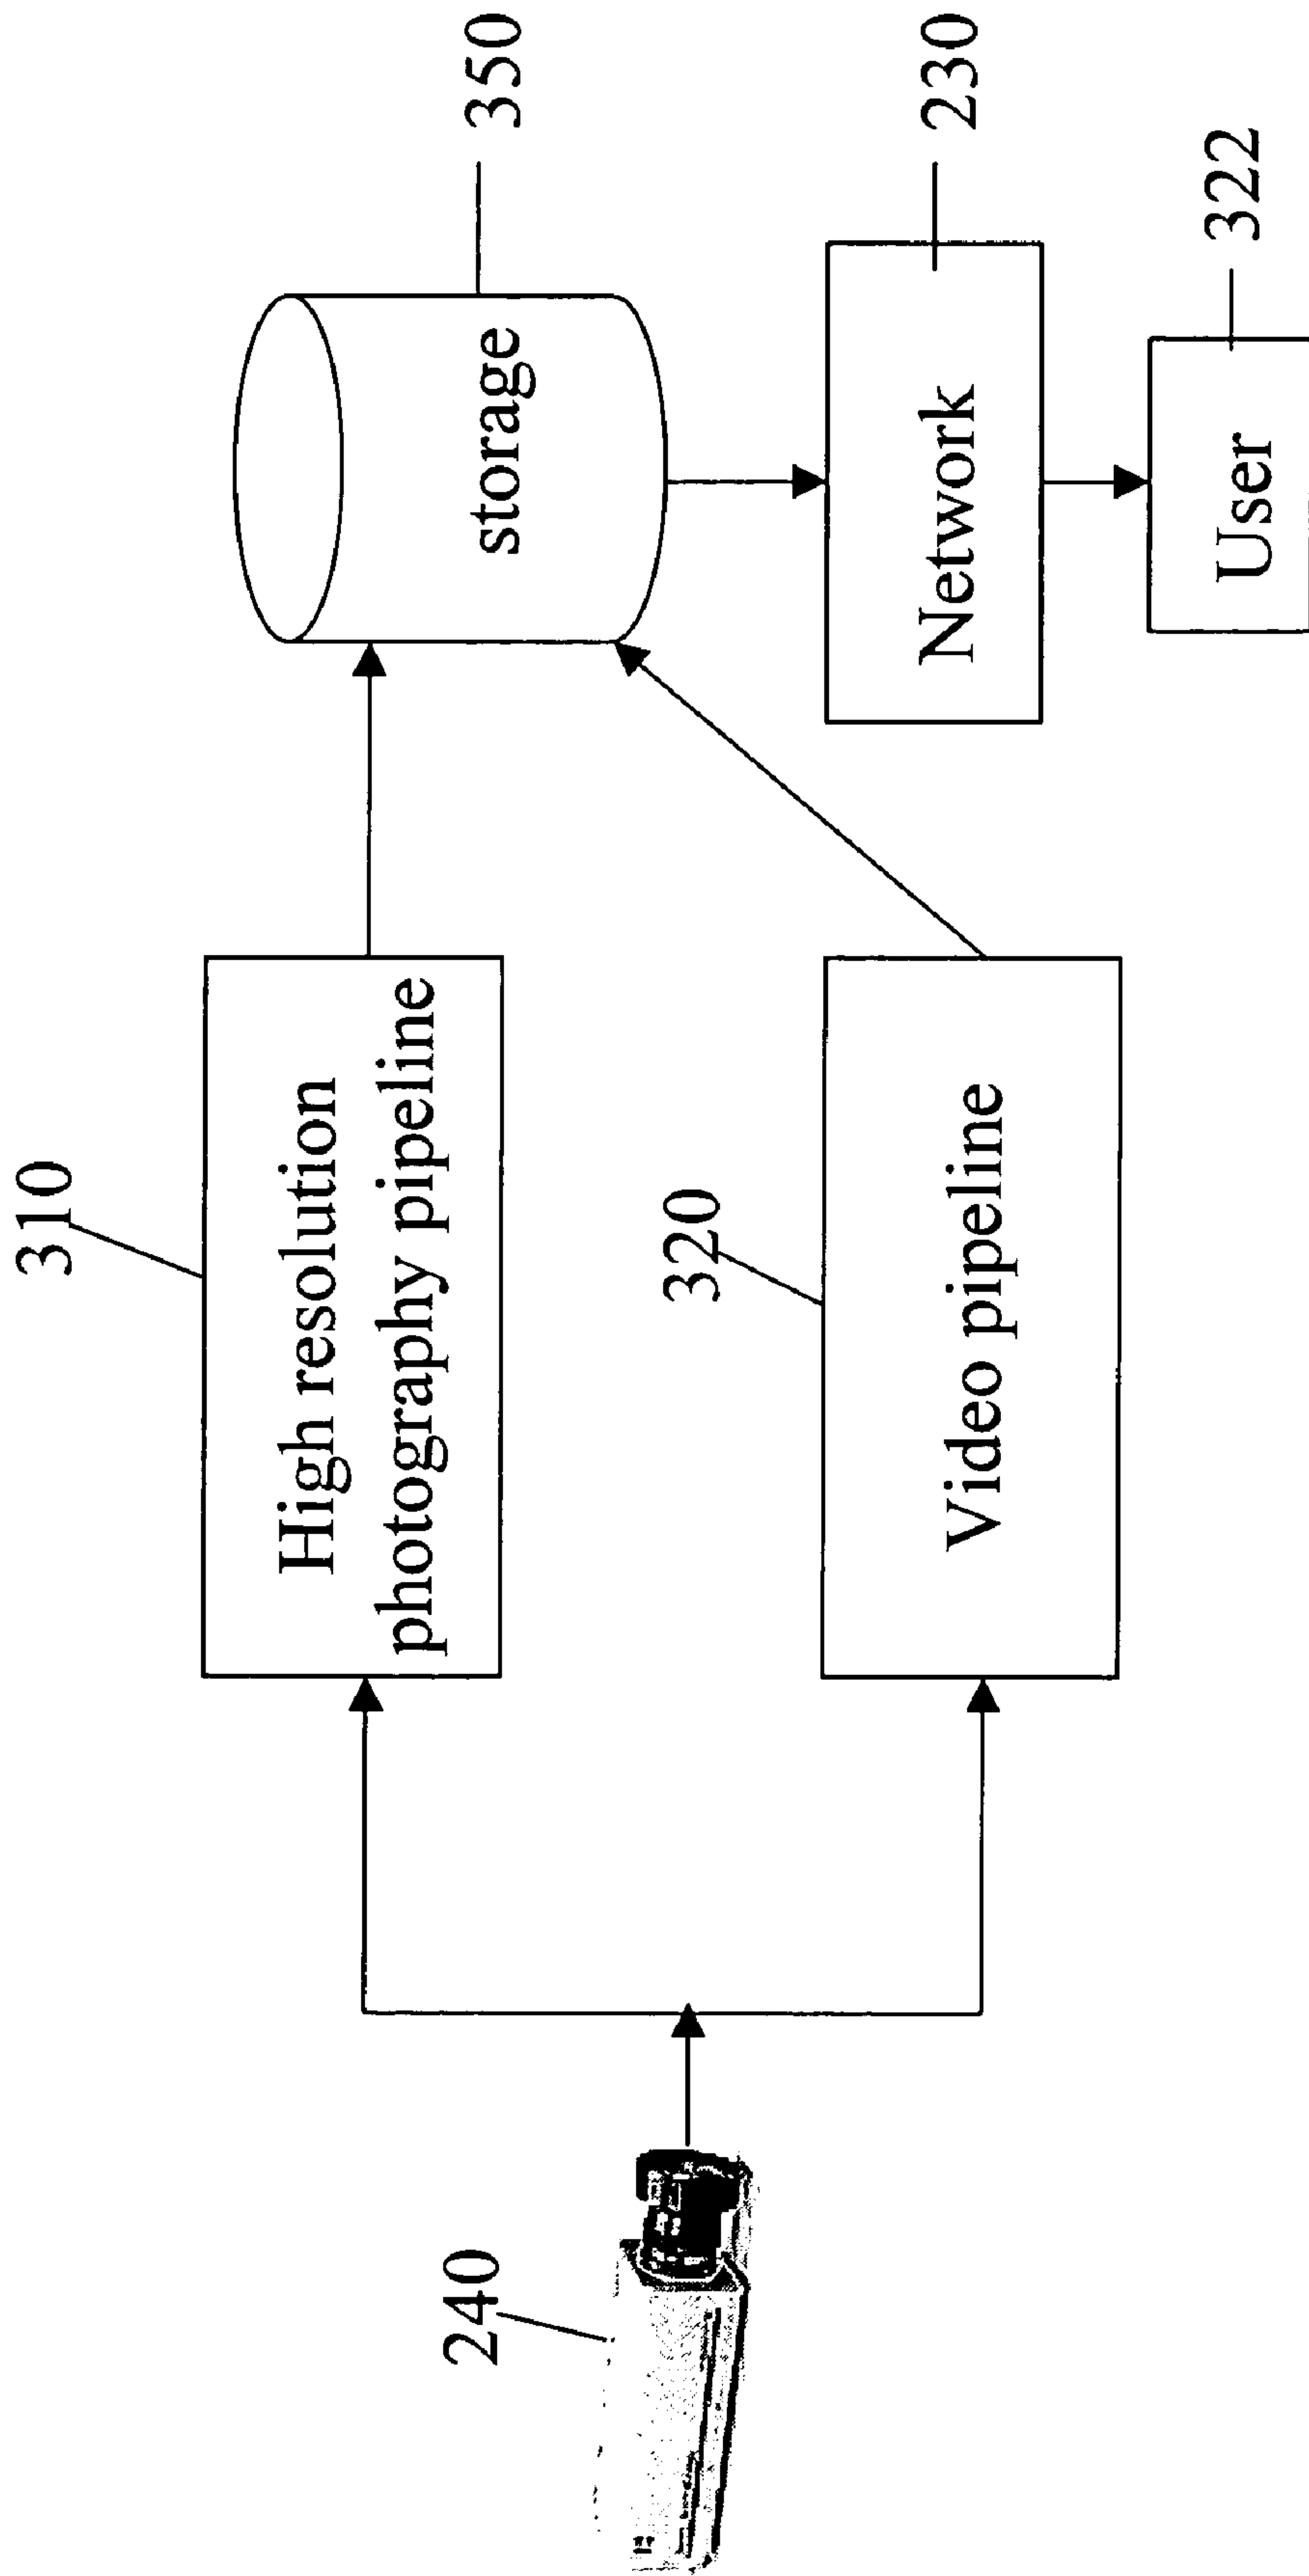 310
High resolution
photography pipeline
350
storage
240
320
Video pipeline
230
Network
322
User